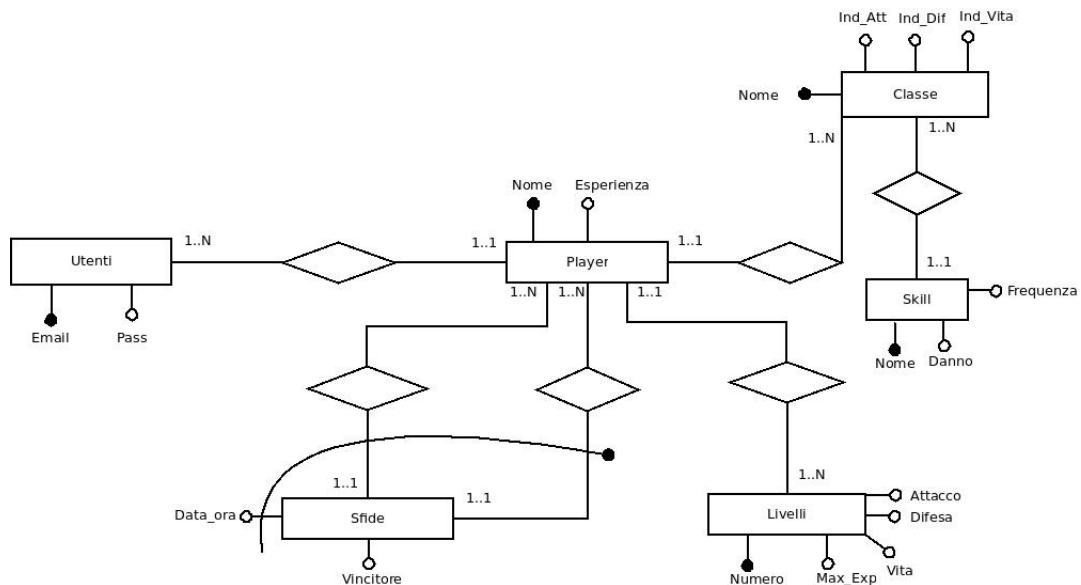 Ind_Att Ind_Dif Ind_Vita
Nome Classe
1..N 1..N
Nome Esperienza
1..N 1..1 1..1 1..1
Utenti Player
1..N 1..N 1..1 Skill Frequenza
Email Pass
Nome Danno
1..1 1..1 1..N
Data_ora Sfide Livelli Attacco
Difesa
Vincitore Numero Max_Exp Vita